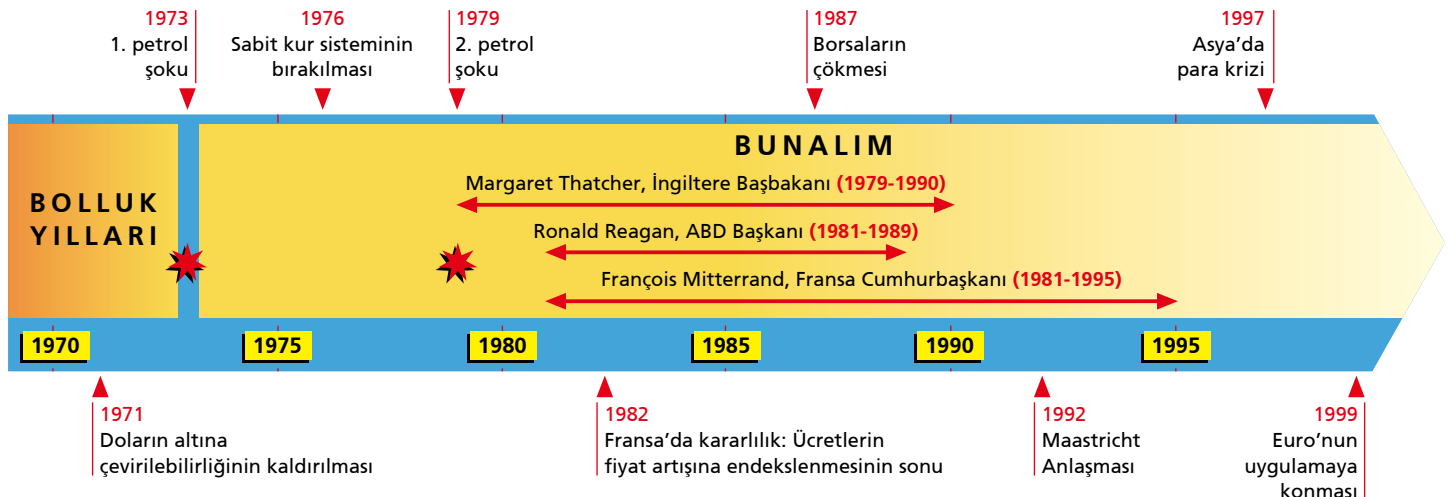 1973
1. petrol
şoku
1976
Sabit kur sisteminin
bırakılması
1979
2. petrol
şoku
1987
Borsaların
çökmesi
1997
Asya’da
para krizi
BOLLUK
YILLARI
BUNALIM
Margaret Thatcher, İngiltere Başbakanı (1979-1990)
Ronald Reagan, ABD Başkanı (1981-1989)
François Mitterrand, Fransa Cumhurbaşkanı (1981-1995)
1970
1975
1980
1985
1990
1995
1971
Doların altına
çevirilebilirliğinin kaldırılması
1982
Fransa’da kararlılık: Ücretlerin
fiyat artışına endekslenmesinin sonu
1992
Maastricht
Anlaşması
1999
Euro’nun
uygulamaya
konması